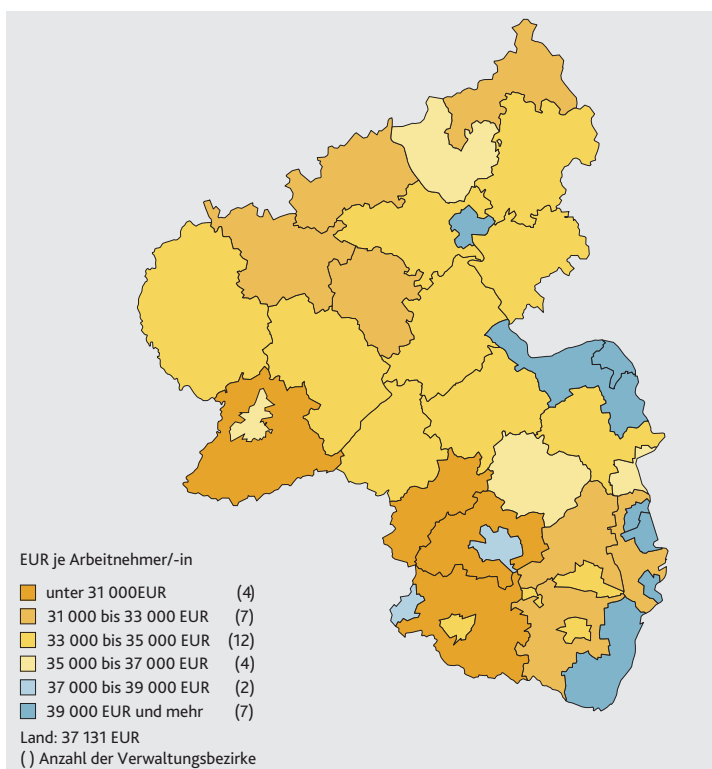 EUR je Arbeitnehmer/-in
unter 31 000EUR (4)
31 000 bis 33 000 EUR (7)
33 000 bis 35 000 EUR (12)
35 000 bis 37 000 EUR (4)
37 000 bis 39 000 EUR (2)
39 000 EUR und mehr (7)
Land: 37 131 EUR
( ) Anzahl der Verwaltungsbezirke